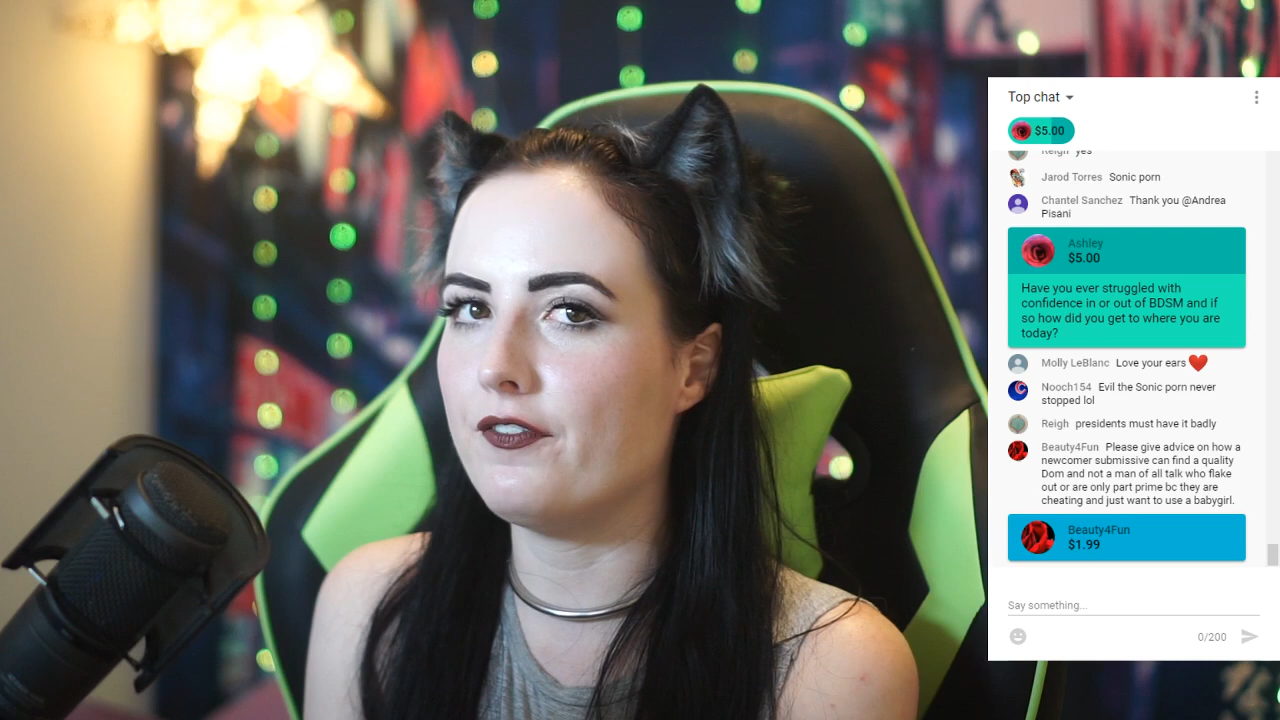 Top chat
$5.00
Reigh yes
Jarod Torres Sonic porn
Chantel Sanchez Thank you @Andrea
Pisani
Ashley
$5.00
Have you ever struggled with
confidence in or out of BDSM and if
so how did you get to where you are
today?
Molly LeBlanc Love your ears❤️
Nooch154 Evil the Sonic porn never
stopped lol
Reigh presidents must have it badly
Beauty4Fun Please give advice on how a
newcomer submissive can find a quality
Dom and not a man of all talk who flake
out or are only part prime bc they are
cheating and just want to use a babygirl.
Beauty4Fun
$1.99
Say something...
0/200